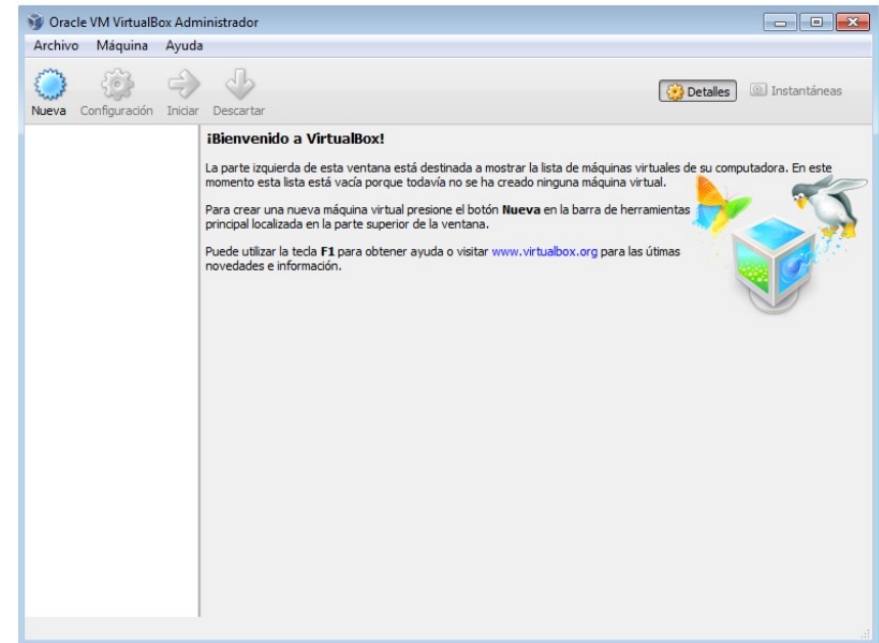 Oracle VM VirtualBox Administrador
Archivo Máquina Ayuda
Nueva Configuración Iniciar Descartar Detalles Instantáneas
¡Bienvenido a VirtualBox!
La parte izquierda de esta ventana está destinada a mostrar la lista de máquinas virtuales de su computadora. En este
momento esta lista está vacía porque todavía no se ha creado ninguna máquina virtual.
Para crear una nueva máquina virtual presione el botón Nueva en la barra de herramientas
principal localizada en la parte superior de la ventana.
Puede utilizar la tecla F1 para obtener ayuda o visitar www.virtualbox.org para las útimas
novedades e información.